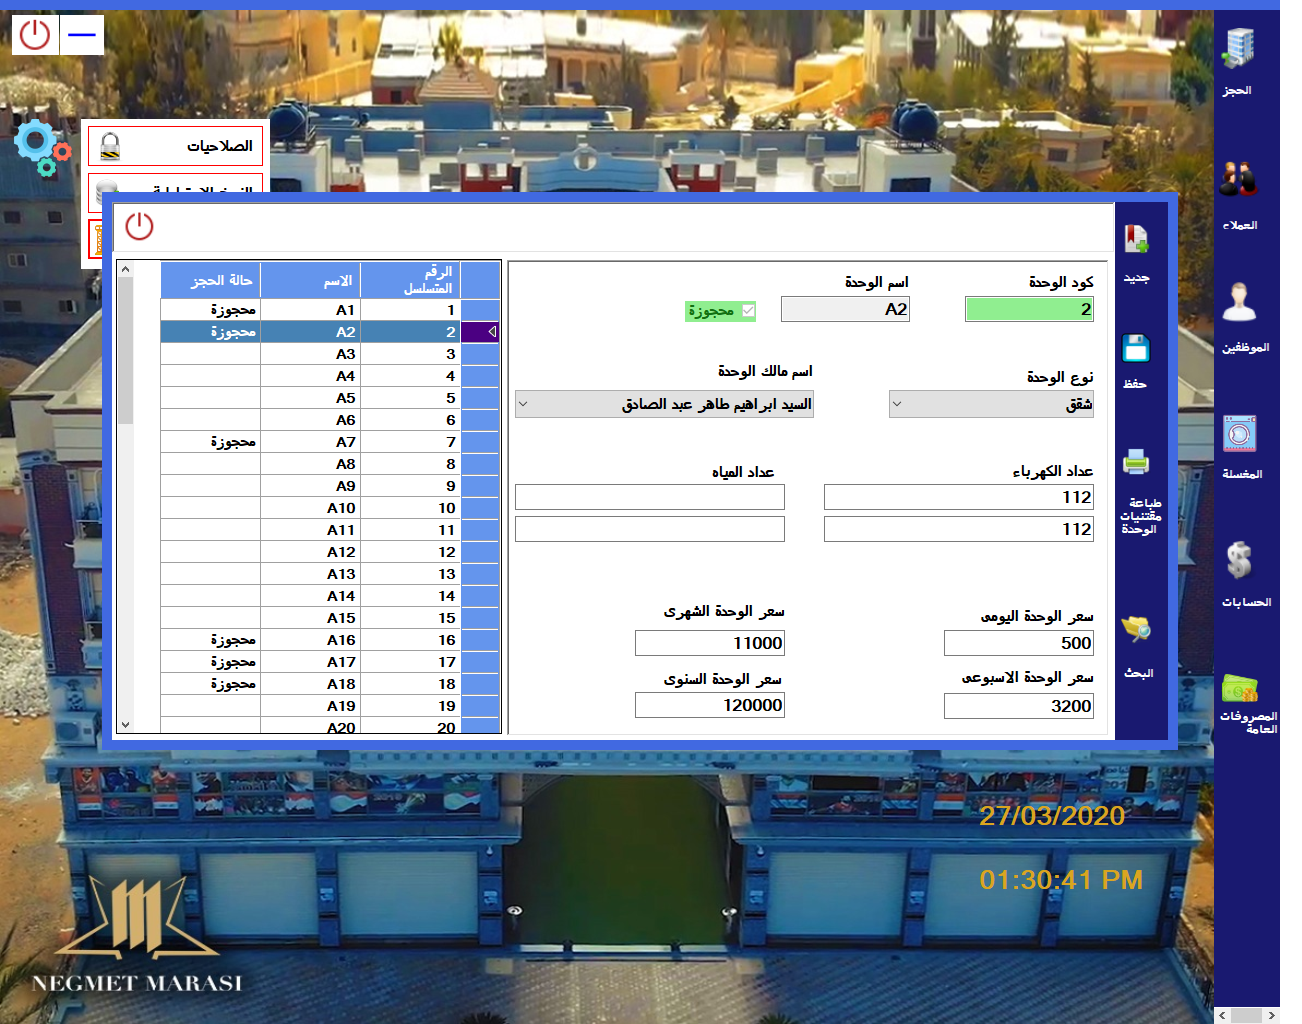 الحجز
العملاء
الموظفين
المغسلة
الحسابات
المصروفات
العامة
الصلاحيات
جديد
حفظ
طباعة
مقتنيات
الوحدة
البحث
كود الوحدة
2
اسم الوحدة
A2
محجوزة
نوع الوحدة
شقق
اسم مالك الوحدة
السيد ابراهيم طاهر عبد الصادق
عداد الكهرباء
112
112
عداد المياه
سعر الوحدة اليومى
500
سعر الوحدة الشهرى
11000
سعر الوحدة الاسبوعى
3200
سعر الوحدة السنوى
120000
الرقم المتسلسل الاسم حالة الحجز
1 A1 محجوزة
2 A2 محجوزة
3 A3
4 A4
5 A5
6 A6
7 A7 محجوزة
8 A8
9 A9
10 A10
11 A11
12 A12
13 A13
14 A14
15 A15
16 A16 محجوزة
17 A17 محجوزة
18 A18 محجوزة
19 A19
20 A20
27/03/2020
01:30:41 PM
NEGMET MARASI